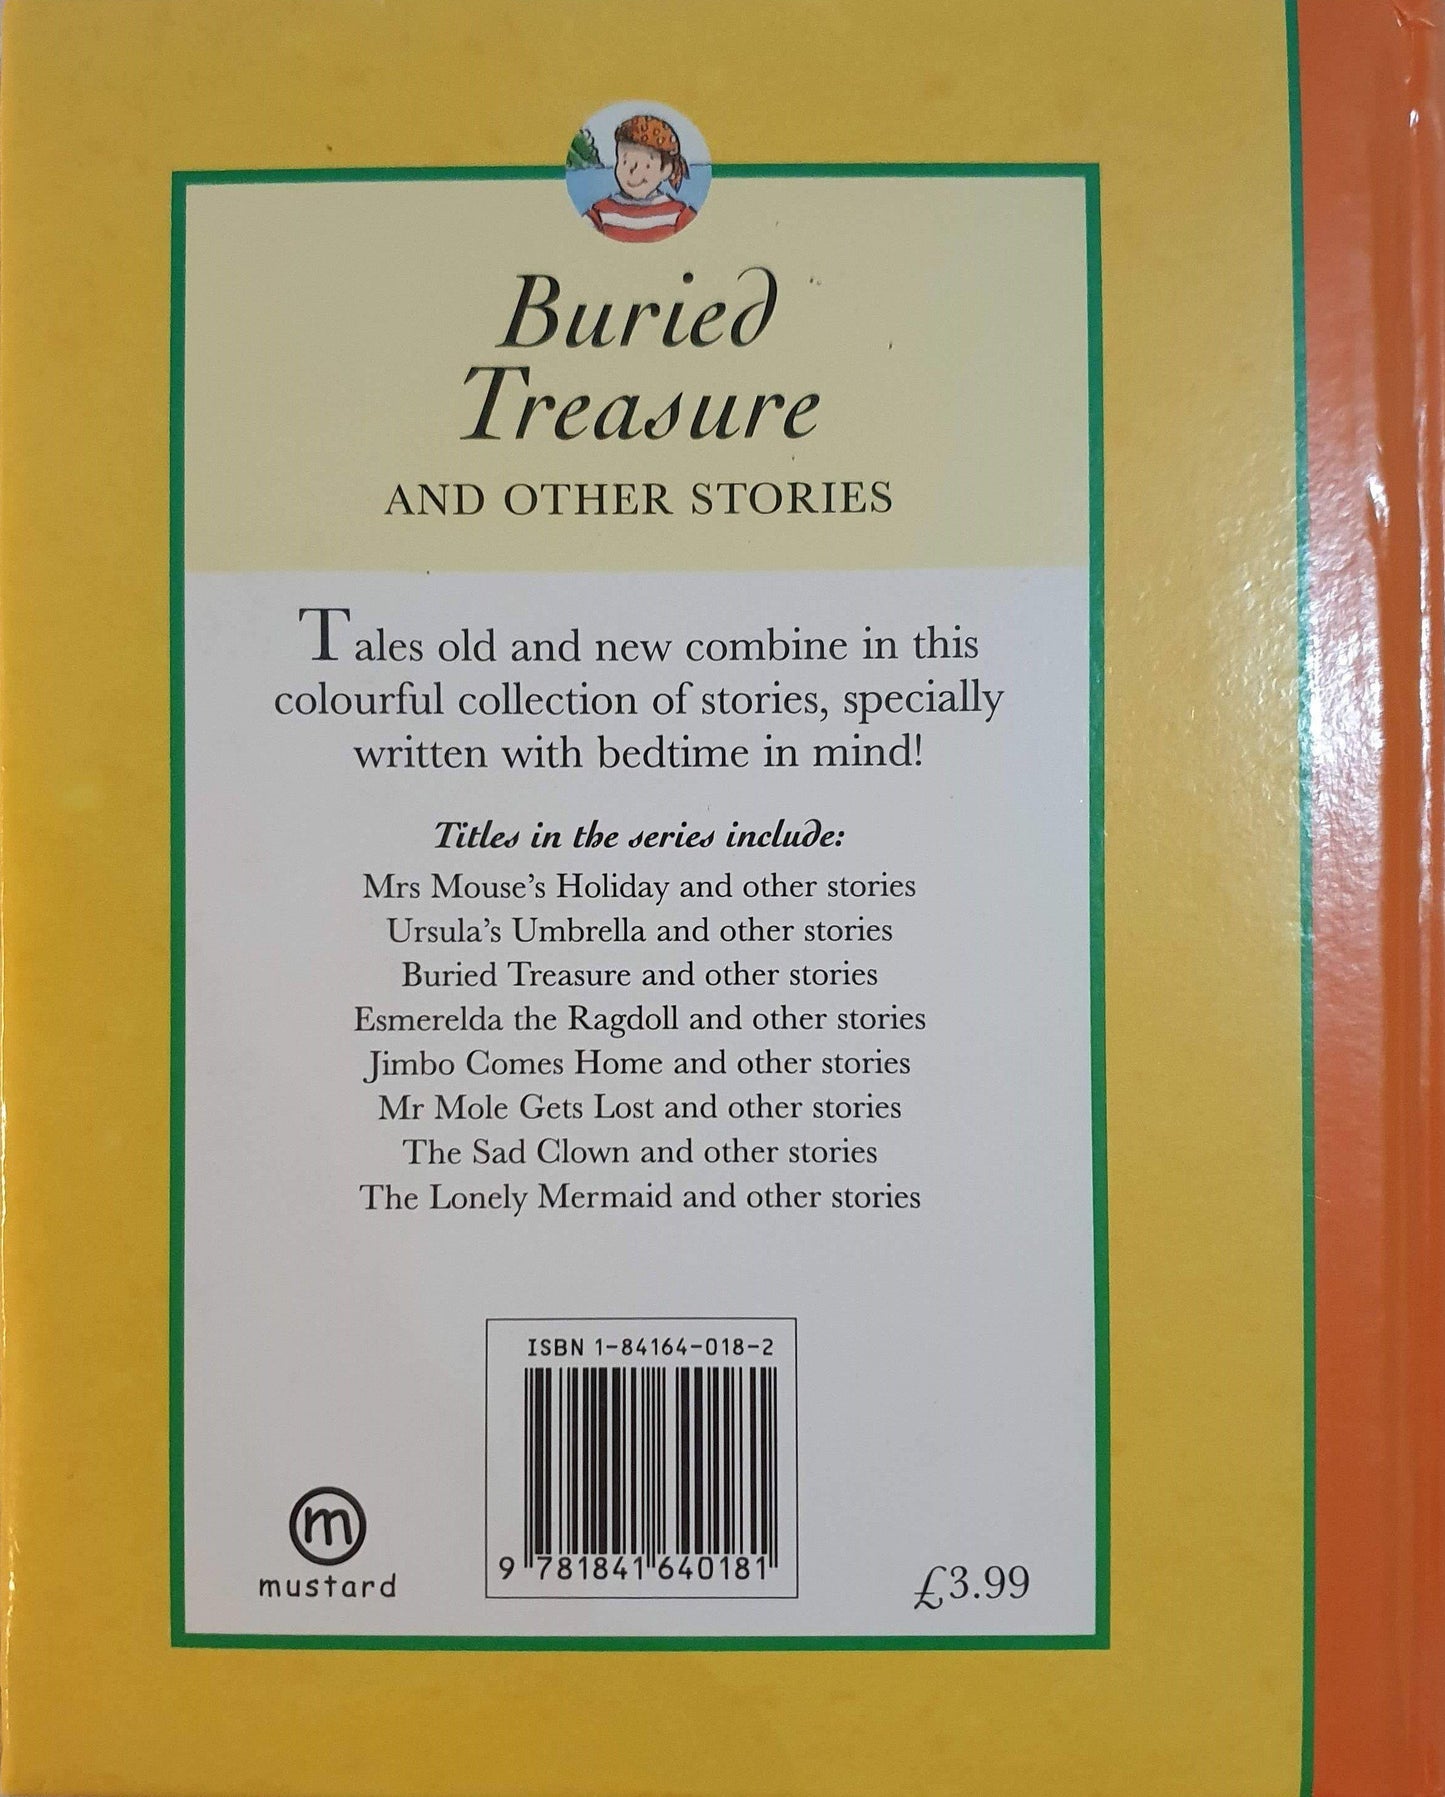 Buried
Treasure
AND OTHER STORIES
Tales old and new combine in this
colourful collection of stories, specially
written with bedtime in mind!
Titles in the series include:
Mrs Mouse's Holiday and other stories
Ursula's Umbrella and other stories
Buried Treasure and other stories
Esmerelda the Ragdoll and other stories
Jimbo Comes Home and other stories
Mr Mole Gets Lost and other stories
The Sad Clown and other stories
The Lonely Mermaid and other stories
ISBN 1-84164-018-2
9 781841 640181
m
mustard
£3.99